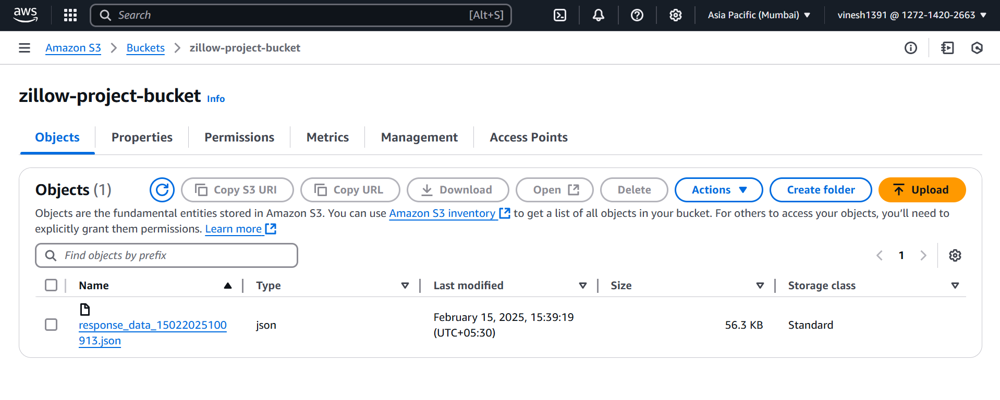 aws Search [Alt+S] Asia Pacific (Mumbai) vinesh1391 @ 1272-1420-2663
Amazon S3 Buckets zillow-project-bucket
zillow-project-bucket Info
Objects Properties Permissions Metrics Management Access Points
Objects (1) Copy S3 URI Copy URL Download Open Delete Actions Create folder Upload
Objects are the fundamental entities stored in Amazon S3. You can use Amazon S3 inventory to get a list of all objects in your bucket. For others to access your objects, you’ll need to
explicitly grant them permissions. Learn more
Find objects by prefix 1
Name Type Last modified Size Storage class
response_data_15022025100
913.json
json
February 15, 2025, 15:39:19
(UTC+05:30)
56.3 KB
Standard